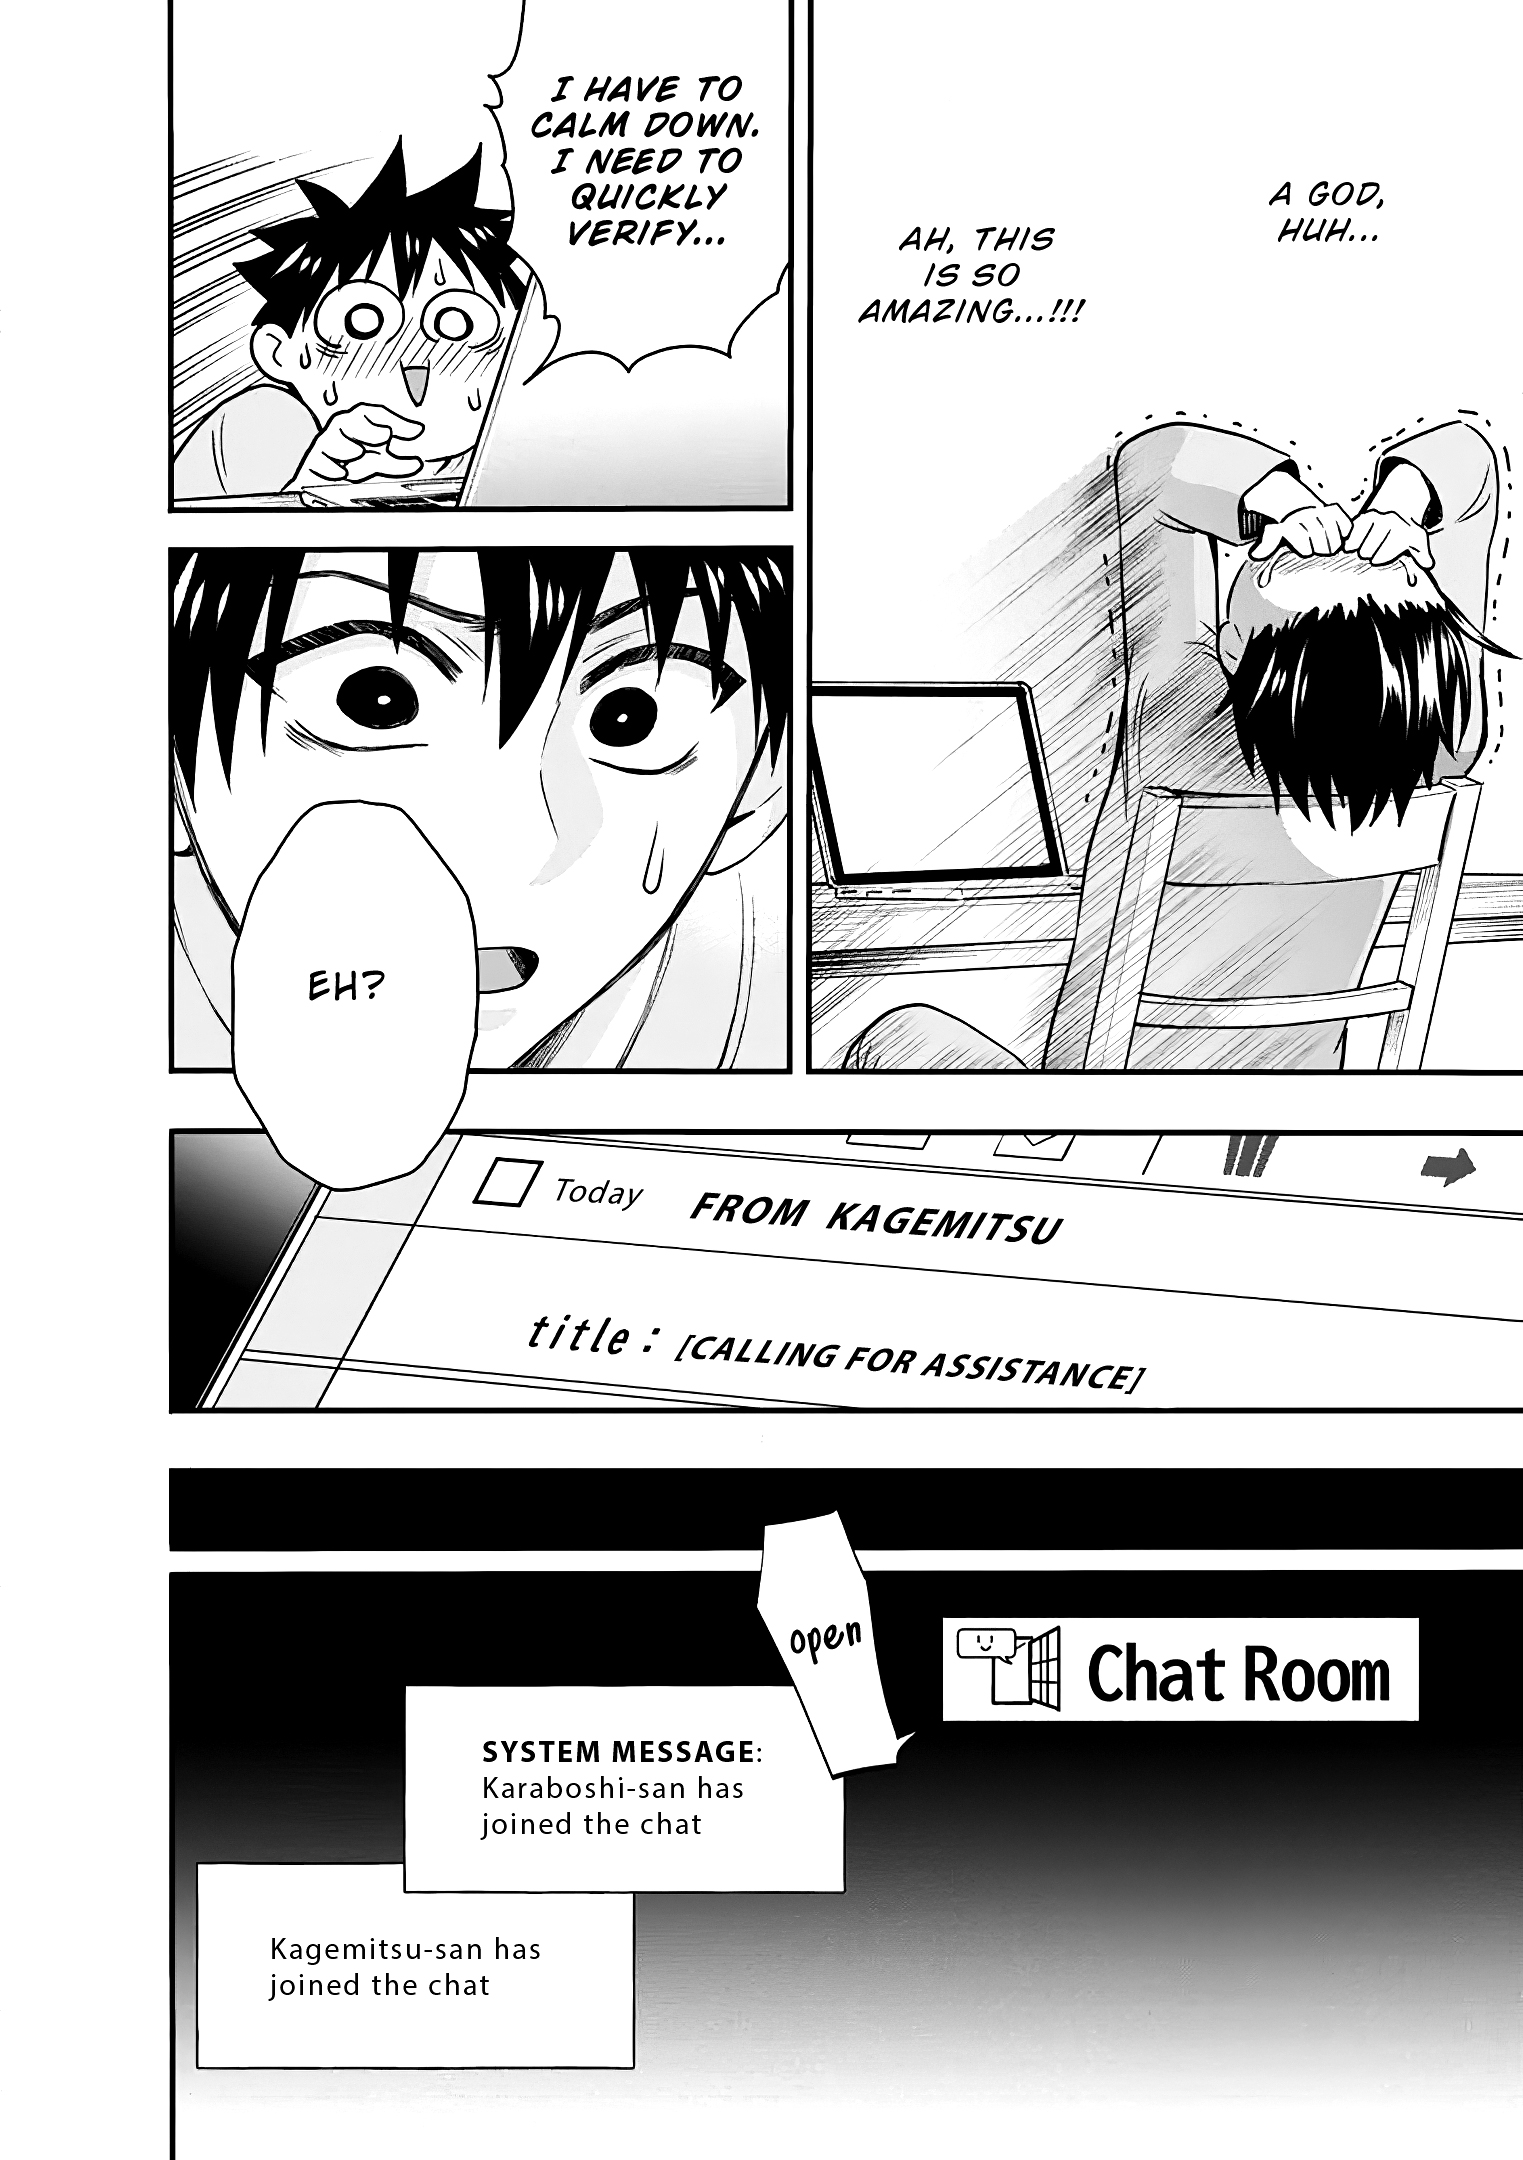 A GOD,
HUH...
AH, THIS
IS SO
AMAZING...!!!
I HAVE TO
CALM DOWN.
I NEED TO
QUICKLY
VERIFY...
EH?
Today FROM KAGEMITSU
title : [CALLING FOR ASSISTANCE]
Chat Room
open
SYSTEM MESSAGE:
Karaboshi-san has
joined the chat
Kagemitsu-san has
joined the chat